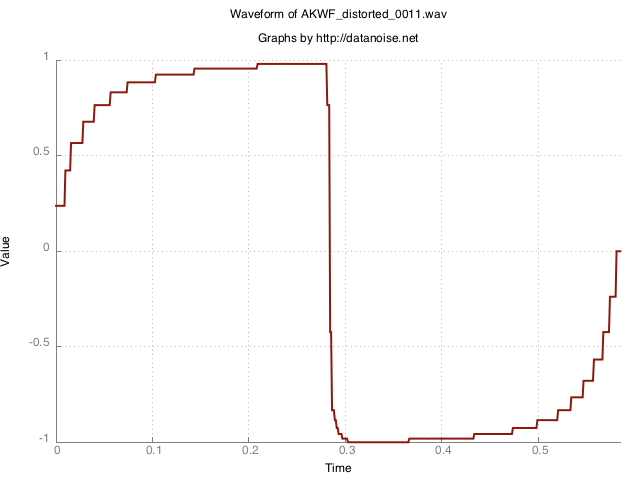 Waveform of AKWF_distorted_0011.wav
Graphs by http://datanoise.net
1
0.5
0
-0.5
-1
Value
0
0.1
0.2
0.3
0.4
0.5
Time